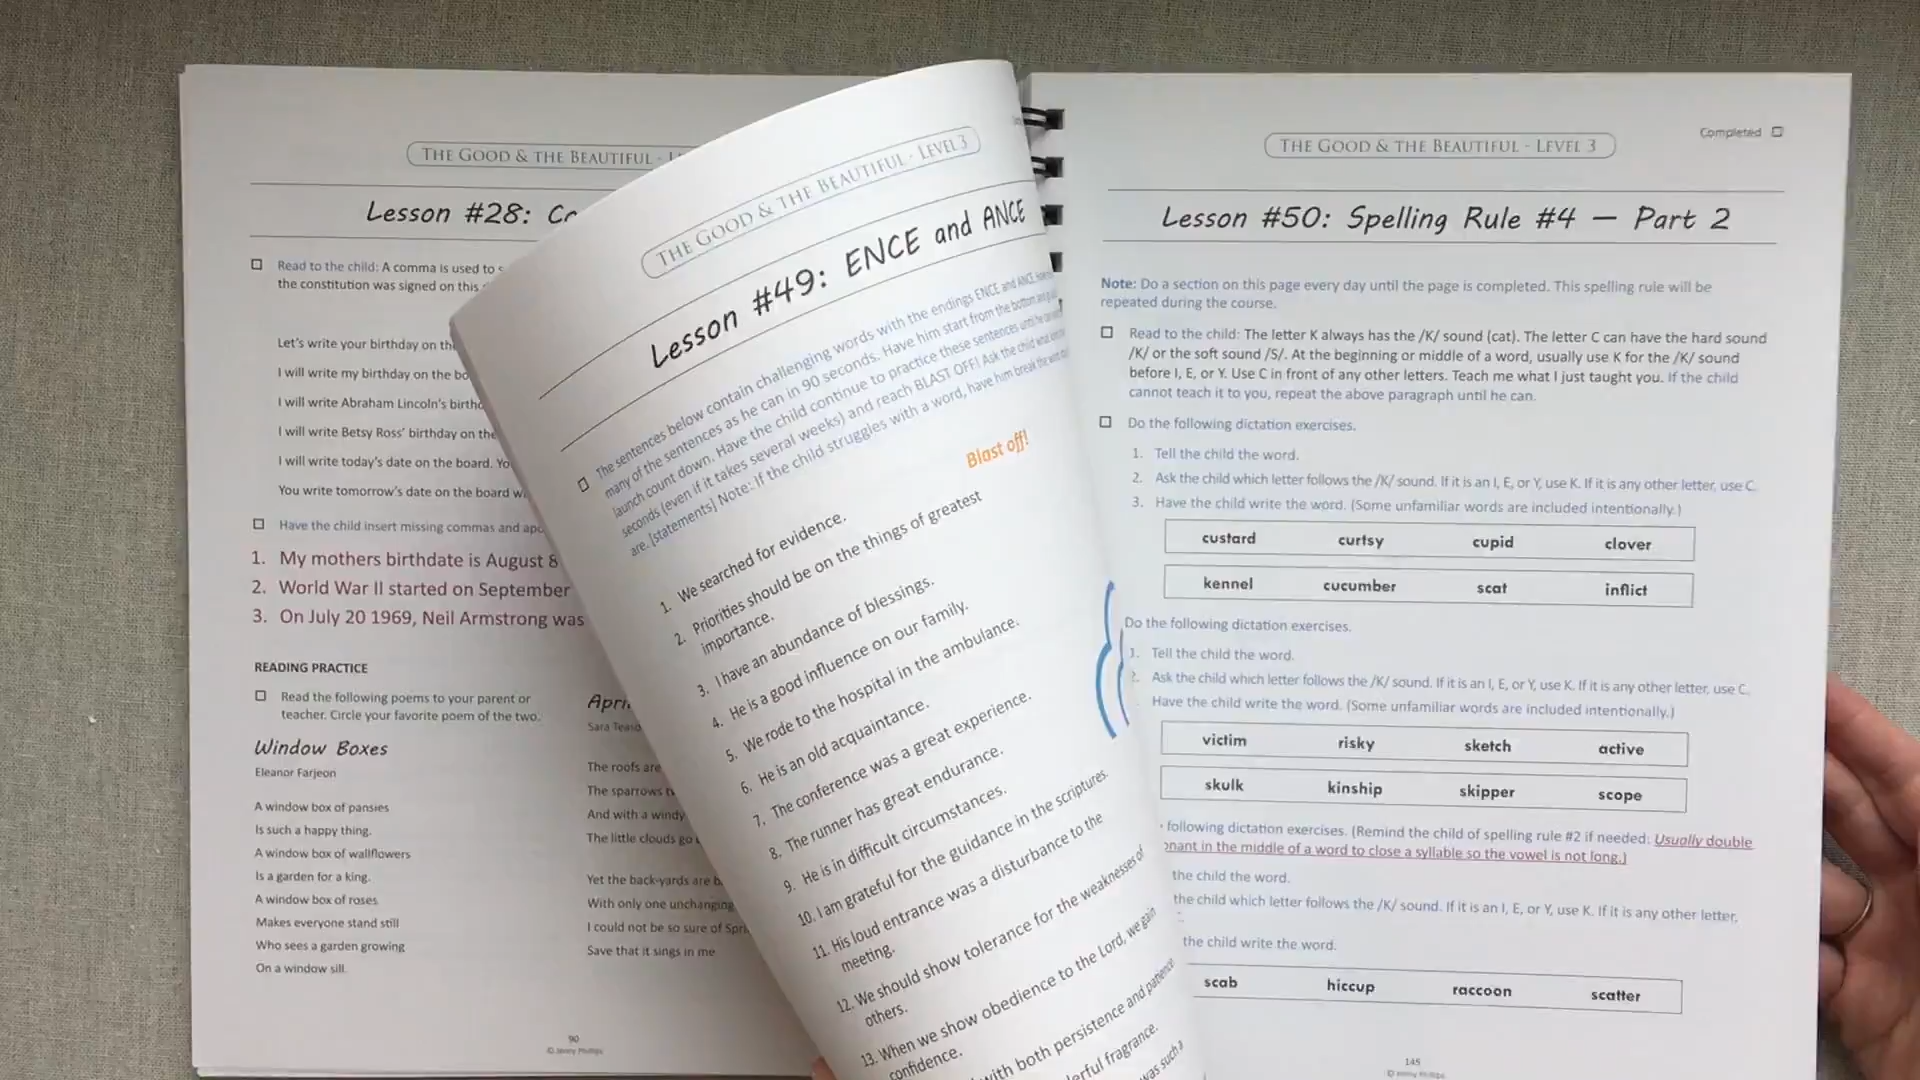 THE GOOD & THE BEAUTIFUL -
Lesson #28:
Read to the child: A comma is used to
the constitution was signed on this
Let's write your birthday on
I will write my birthday on the
I will write Abraham Lincoln's
I will write Betsy Ross' birthday on the
I will write today's date on the board.
You write tomorrow's date on the board
Have the child insert missing commas and
1. My mothers birthdate is August 8
2. World War II started on September
3. On July 20 1969, Neil Armstrong was
READING PRACTICE
Read the following poems to your parent or
teacher. Circle your favorite poem of the two.
Window Boxes
Eleanor Farjeon
A window box of pansies
Is such a happy thing.
A window box of wallflowers
Is a garden for a king.
A window box of roses
Makes everyone stand still
Who sees a garden growing
On a window sill.
Sara
The roofs are
The sparrows
And with a windy
The little clouds go
Yet the back-yards are
With only one unchanging
I could not be so sure of
Save that it sings in me
90
© Jenny Phillips
THE GOOD & THE BEAUTIFUL - LEVEL 3
Lesson #49: ENCE and ANCE
The sentences below contain challenging words with the endings ENCE and ANCE.
many of the sentences as he can in 90 seconds. Have him start from the bottom and
launch count down. Have the child continue to practice these sentences until he can
seconds (even if it takes several weeks) and reach BLAST OFF! Ask the child what
are. [statements] Note: If the child struggles with a word, have him break the word
Blast off!
1. We searched for evidence.
2. Priorities should be on the things of greatest
importance.
3. I have an abundance of blessings.
4. He is a good influence on our family.
5. We rode to the hospital in the ambulance.
6. He is an old acquaintance.
7. The conference was a great experience.
8. The runner has great endurance.
9. He is in difficult circumstances.
10. I am grateful for the guidance in the scriptures.
11. His loud entrance was a disturbance to the
meeting.
12. We should show tolerance for the weaknesses of
others.
13. When we show obedience to the Lord, we gain
confidence.
with both persistence and patience
fragrance.
was such a
Completed
THE GOOD & THE BEAUTIFUL - LEVEL 3
Lesson #50: Spelling Rule #4 — Part 2
Note: Do a section on this page every day until the page is completed. This spelling rule will be
repeated during the course.
Read to the child: The letter K always has the /K/ sound (cat). The letter C can have the hard sound
/K/ or the soft sound /S/. At the beginning or middle of a word, usually use K for the /K/ sound
before I, E, or Y. Use C in front of any other letters. Teach me what I just taught you. If the child
cannot teach it to you, repeat the above paragraph until he can.
Do the following dictation exercises.
1. Tell the child the word.
2. Ask the child which letter follows the /K/ sound. If it is an I, E, or Y, use K. If it is any other letter, use C.
3. Have the child write the word. (Some unfamiliar words are included intentionally.)
custard curtsy cupid clover
kennel cucumber scat inflict
Do the following dictation exercises.
1. Tell the child the word.
2. Ask the child which letter follows the /K/ sound. If it is an I, E, or Y, use K. If it is any other letter, use C.
Have the child write the word. (Some unfamiliar words are included intentionally.)
victim risky sketch active
skulk kinship skipper scope
following dictation exercises. (Remind the child of spelling rule #2 if needed: Usually double
in the middle of a word to close a syllable so the vowel is not long.)
the child the word.
the child which letter follows the /K/ sound. If it is an I, E, or Y, use K. If it is any other letter,
the child write the word.
scab hiccup raccoon scatter
145
© Jenny Phillips